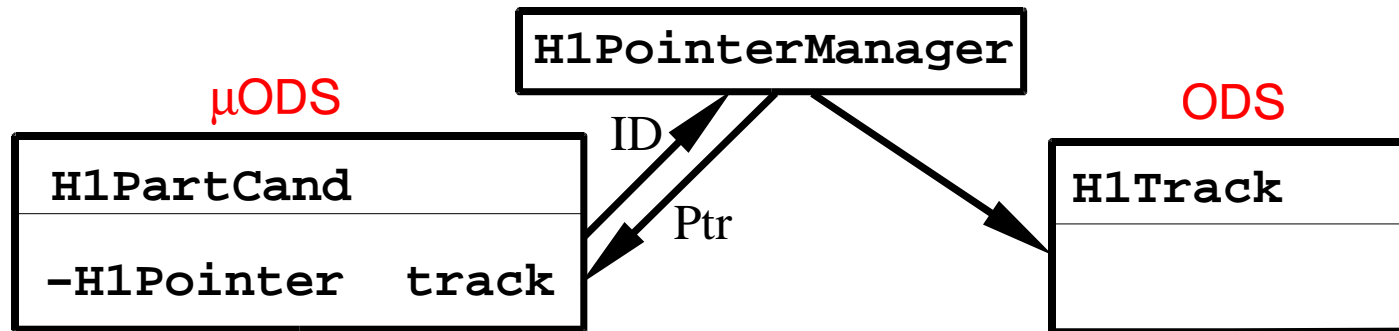 H1PointerManager
μODS
ODS
ID
H1PartCand
H1Track
Ptr
–H1Pointer track